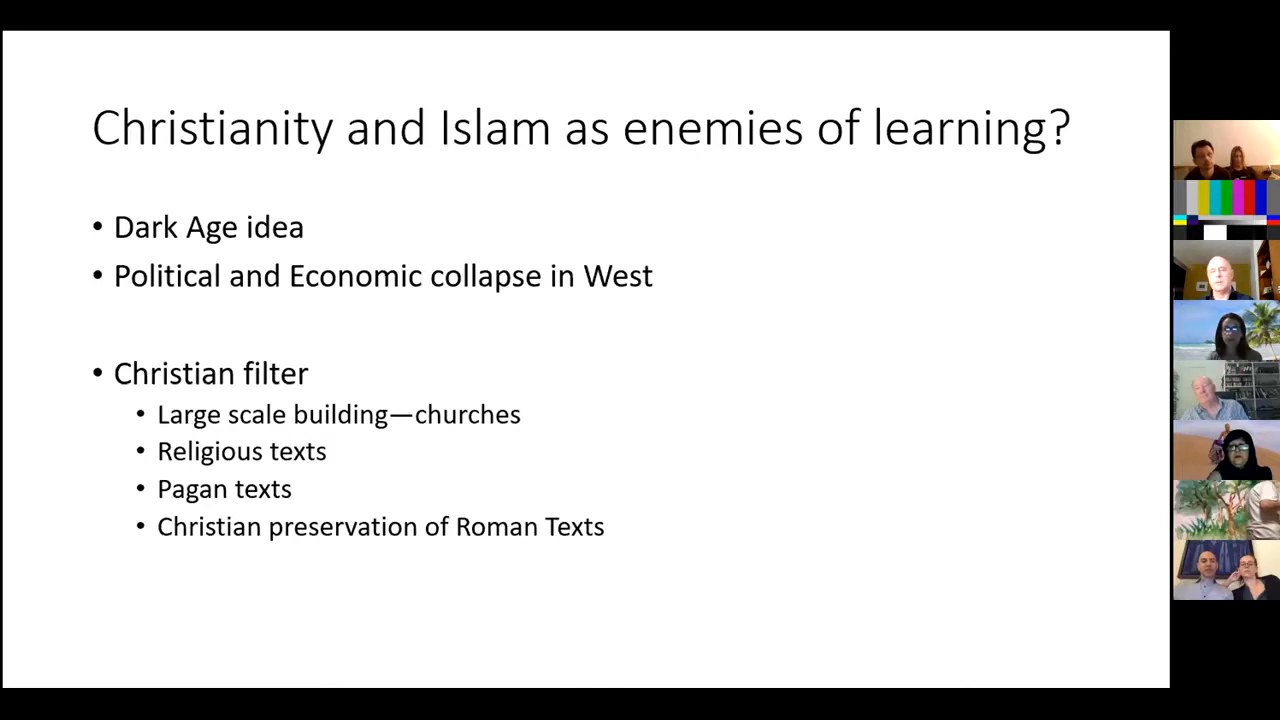 Christianity and Islam as enemies of learning?
• Dark Age idea
• Political and Economic collapse in West
• Christian filter
• Large scale building—churches
• Religious texts
• Pagan texts
• Christian preservation of Roman Texts